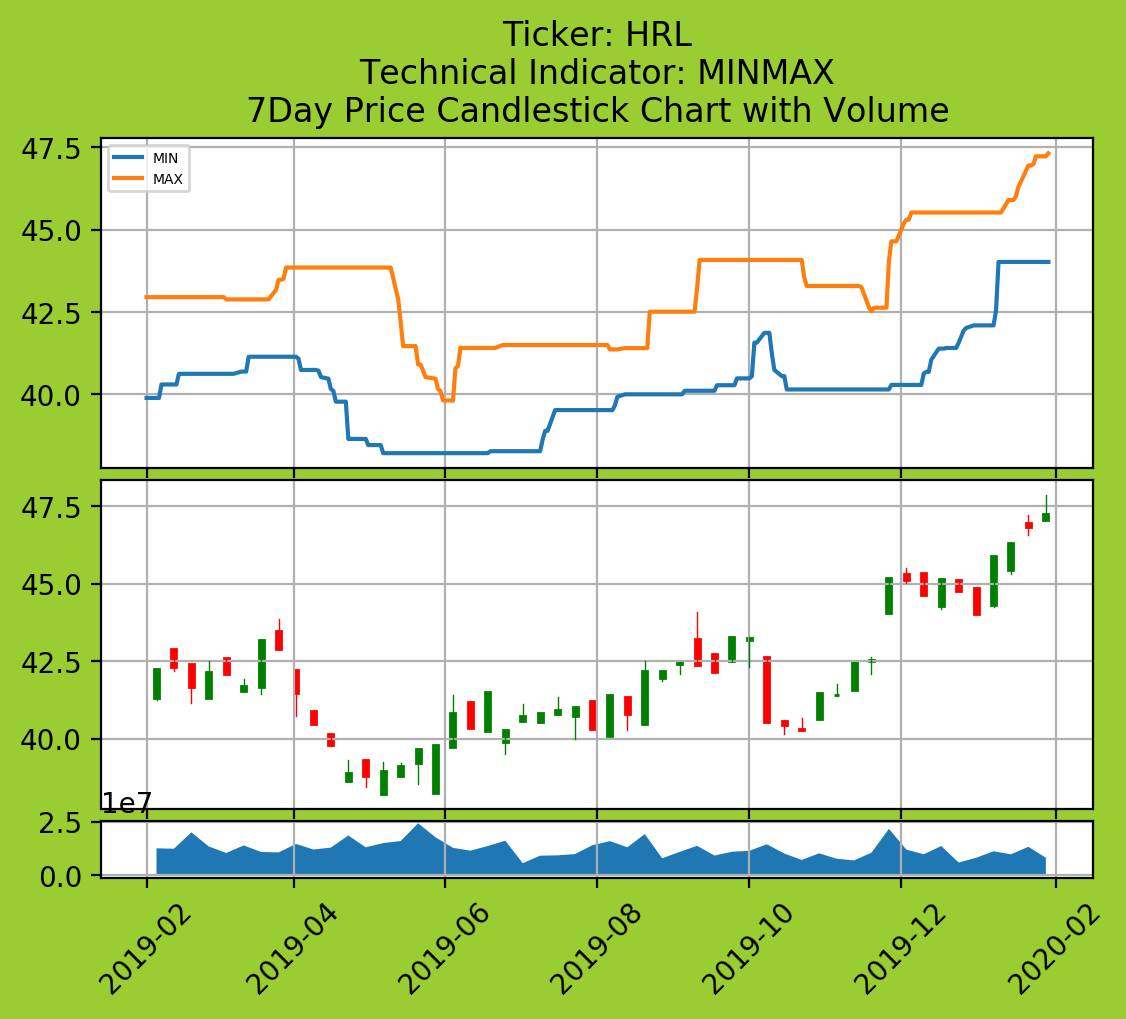 Ticker: HRL
Technical Indicator: MINMAX
7Day Price Candlestick Chart with Volume
47.5
45.0
42.5
40.0
MIN
MAX
47.5
45.0
42.5
40.0
1e7
2.5
0.0
2019-02
2019-04
2019-06
2019-08
2019-10
2019-12
2020-02